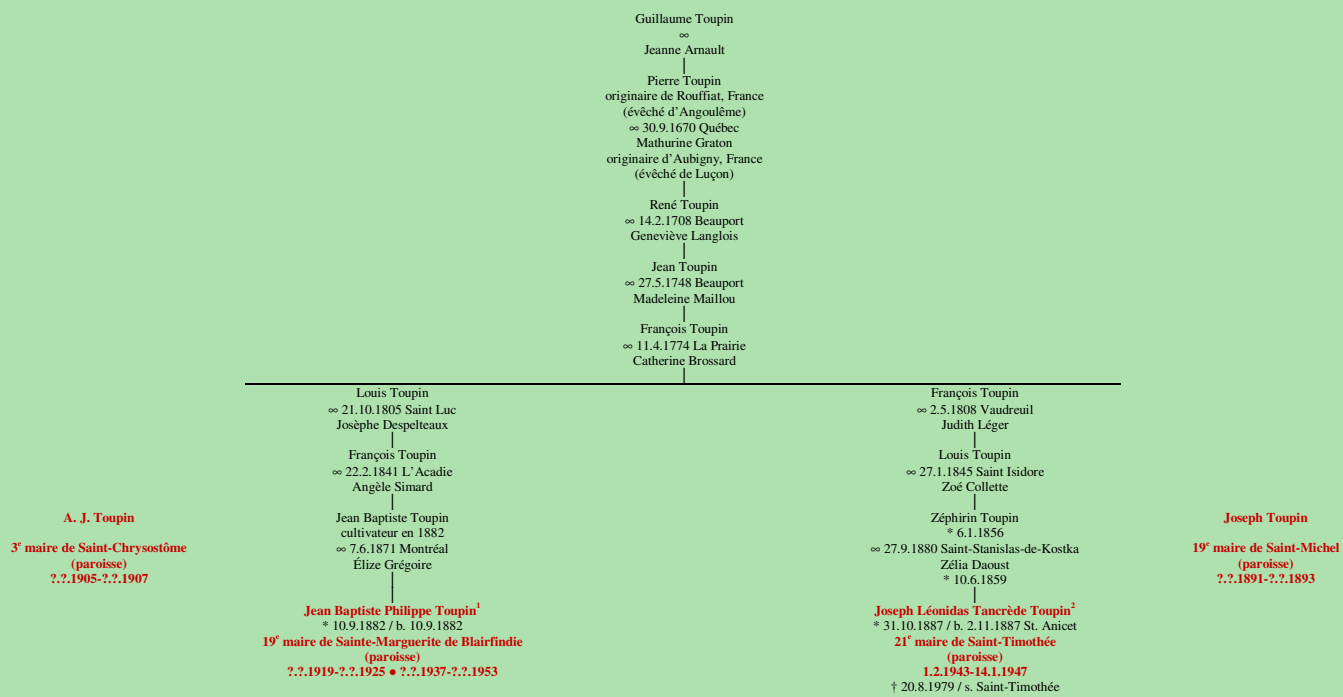 Guillaume Toupin
∞
Jeanne Arnault
Pierre Toupin
originaire de Rouffiat, France
(évêché d'Angoulême)
∞ 30.9.1670 Québec
Mathurine Graton
originaire d'Aubigny, France
(évêché de Luçon)
René Toupin
∞ 14.2.1708 Beauport
Geneviève Langlois
Jean Toupin
∞ 27.5.1748 Beauport
Madeleine Maillou
François Toupin
∞ 11.4.1774 La Prairie
Catherine Brossard
Louis Toupin
∞ 21.10.1805 Saint Luc
Josèphe Despelteaux
François Toupin
∞ 22.2.1841 L'Acadie
Angèle Simard
Jean Baptiste Toupin
cultivateur en 1882
∞ 7.6.1871 Montréal
Élize Grégoire
Jean Baptiste Philippe Toupin¹
* 10.9.1882 / b. 10.9.1882
19e maire de Sainte-Marguerite de Blairfindie
(paroisse)
?.?.1919-?.?.1925 ● ?.?.1937-?.?.1953
François Toupin
∞ 2.5.1808 Vaudreuil
Judith Léger
Louis Toupin
∞ 27.1.1845 Saint Isidore
Zoé Collette
Zéphirin Toupin
* 6.1.1856
∞ 27.9.1880 Saint-Stanislas-de-Kostka
Zélia Daoust
* 10.6.1859
Joseph Léonidas Tancrède Toupin²
* 31.10.1887 / b. 2.11.1887 St. Anicet
21e maire de Saint-Timothée
(paroisse)
1.2.1943-14.1.1947
† 20.8.1979 / s. Saint-Timothée
A. J. Toupin
3e maire de Saint-Chrysostôme
(paroisse)
?.?.1905-?.?.1907
Joseph Toupin
19e maire de Saint-Michel
(paroisse)
?.?.1891-?.?.1893